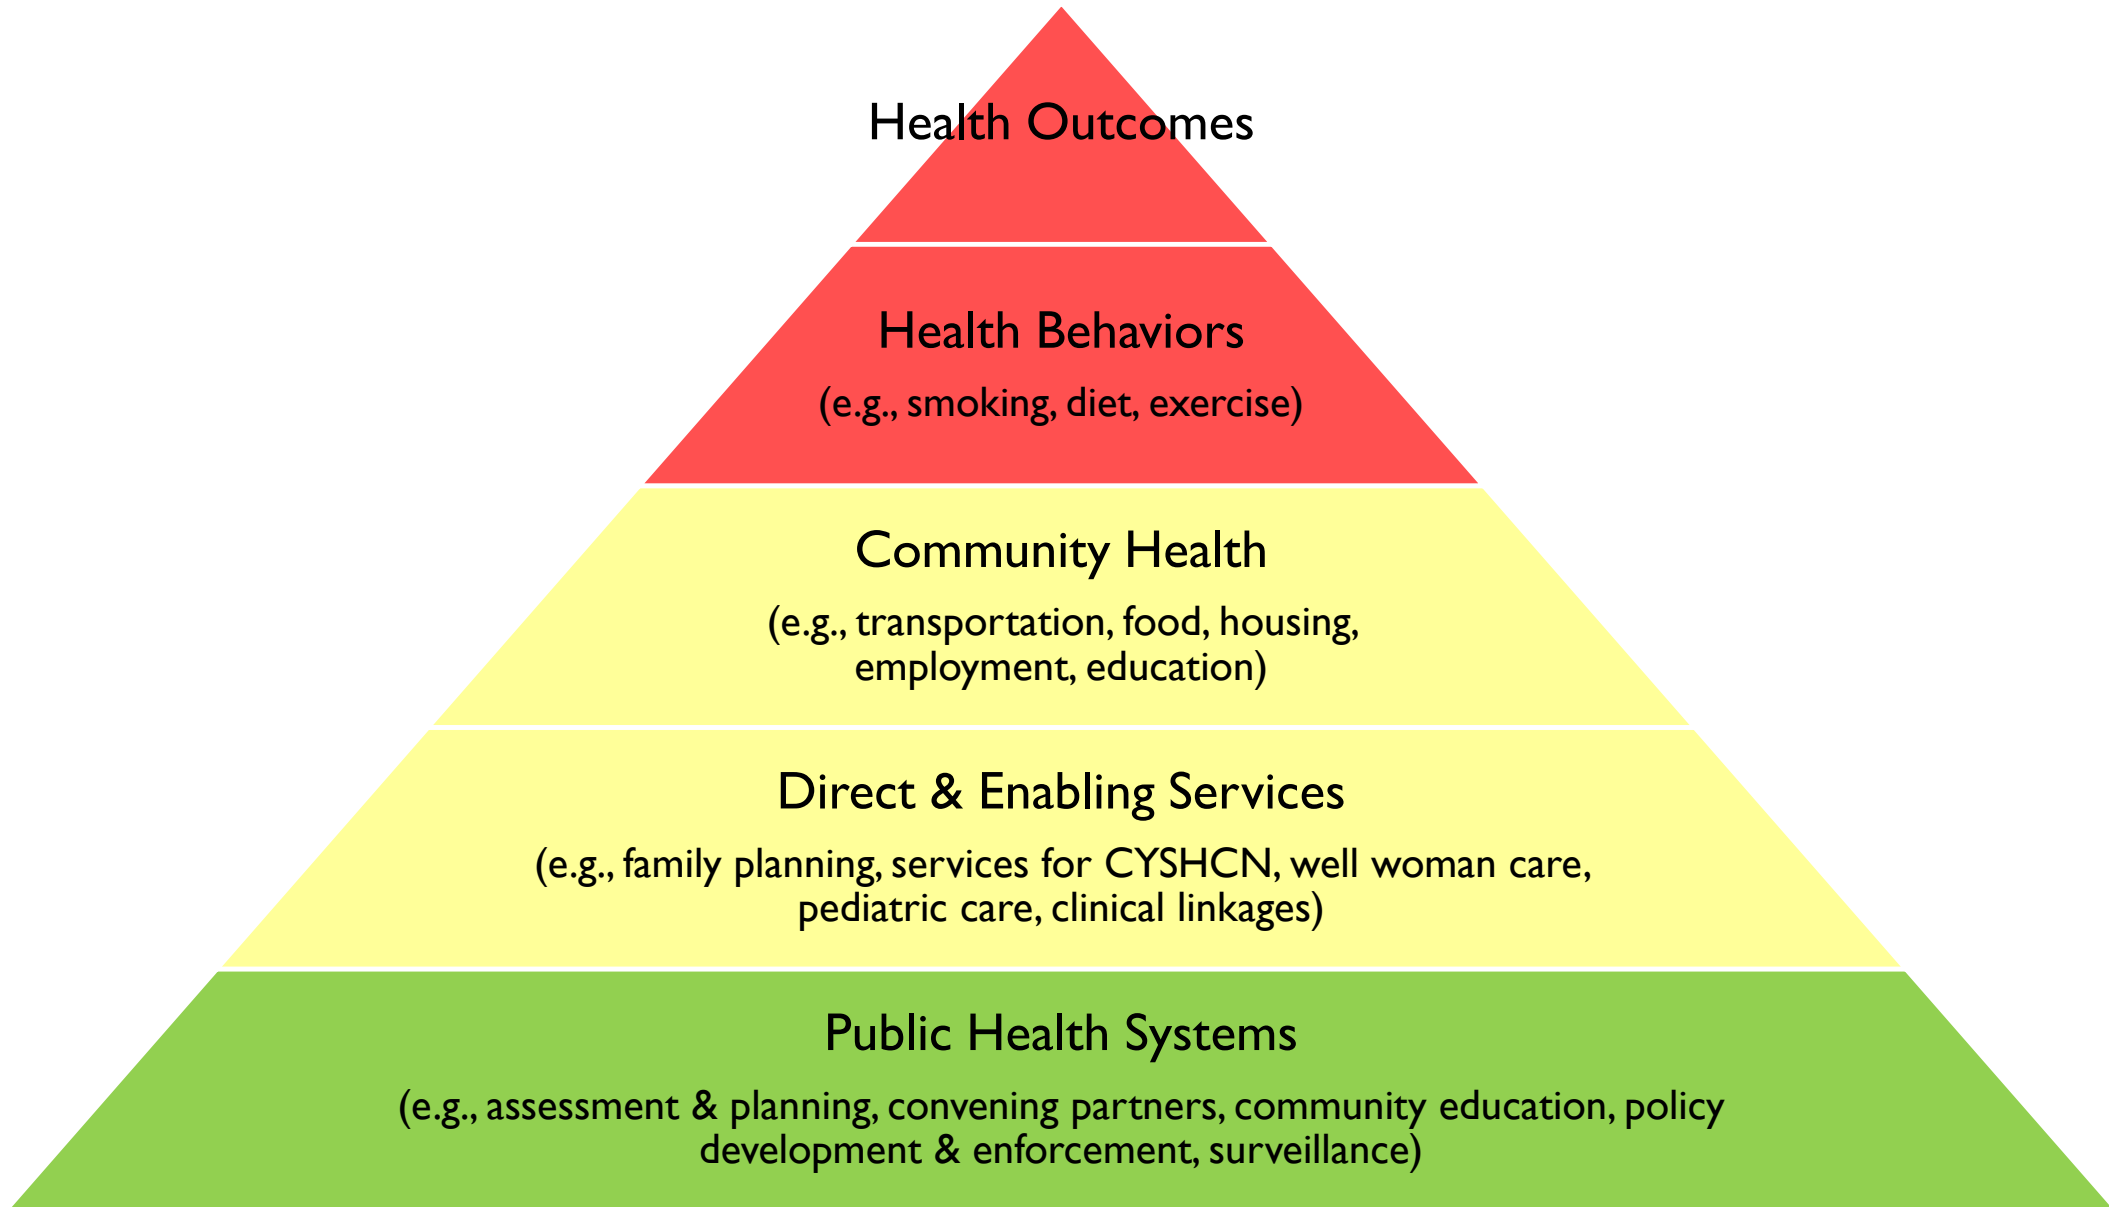 Health Outcomes
Health Behaviors
(e.g., smoking, diet, exercise)
Community Health
(e.g., transportation, food, housing,
employment, education)
Direct & Enabling Services
(e.g., family planning, services for CYSHCN, well woman care,
pediatric care, clinical linkages)
Public Health Systems
(e.g., assessment & planning, convening partners, community education, policy
development & enforcement, surveillance)